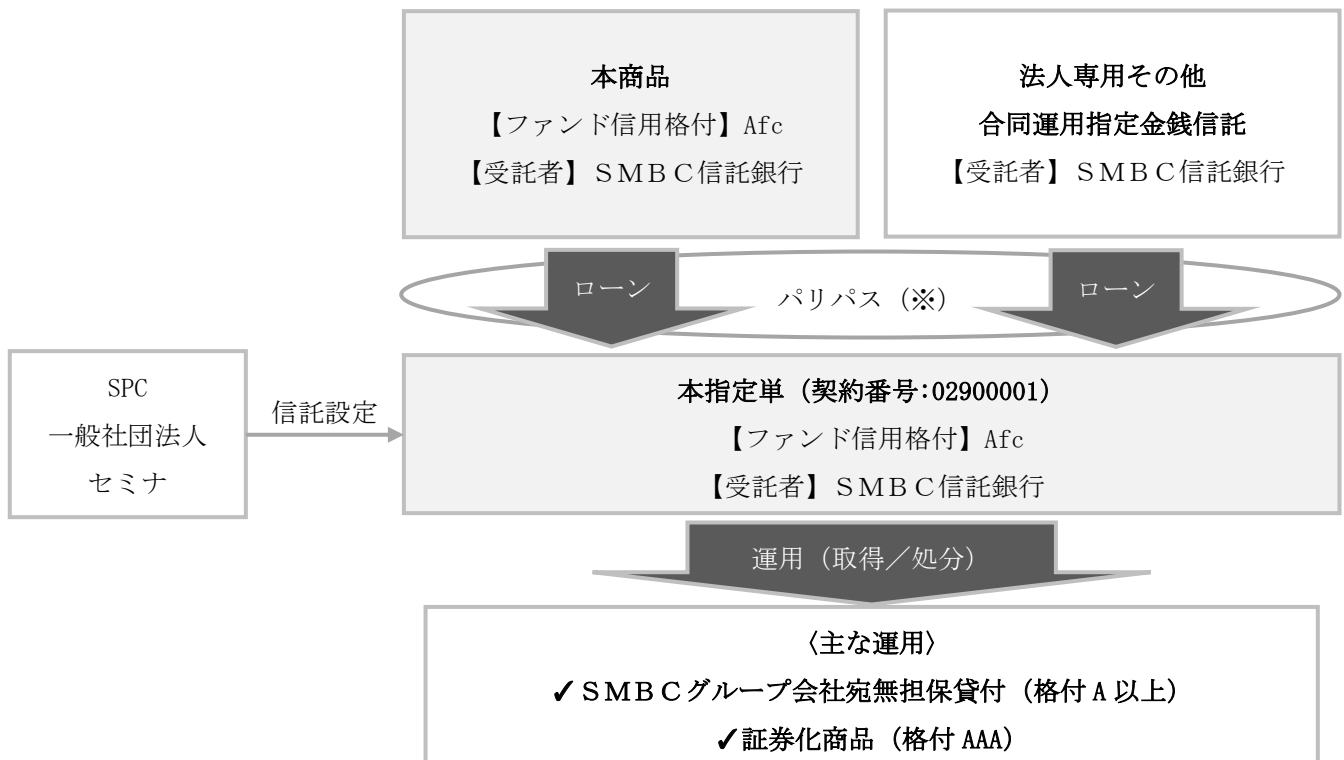 本商品
【ファンド信用格付】Afc
【受託者】ＳＭＢＣ信託銀行
法人専用その他
合同運用指定金銭信託
【受託者】ＳＭＢＣ信託銀行
ローン
パリパス（※）
ローン
SPC
一般社団法人
セミナ
信託設定
本指定単（契約番号:02900001）
【ファンド信用格付】Afc
【受託者】ＳＭＢＣ信託銀行
運用（取得／処分）
〈主な運用〉
✓ＳＭＢＣグループ会社宛無担保貸付（格付 A 以上）
✓証券化商品（格付 AAA）